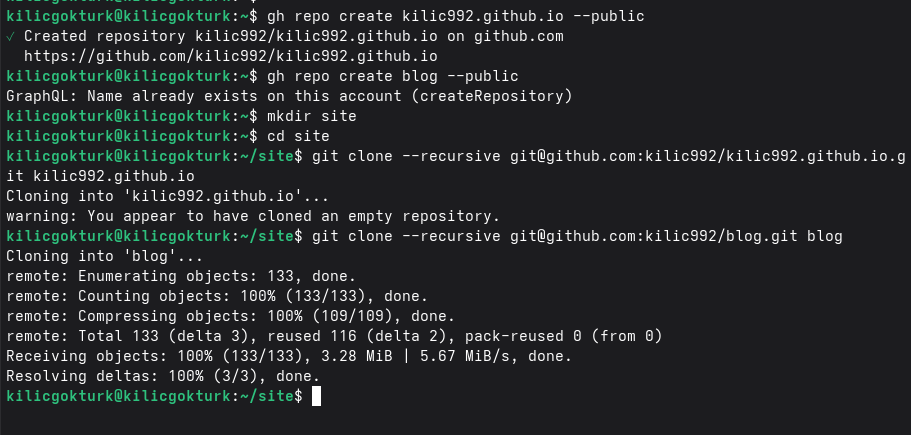 kilicgokturk@kilicgokturk:~$ gh repo create kilic992.github.io --public
✓ Created repository kilic992/kilic992.github.io on github.com
  https://github.com/kilic992/kilic992.github.io
kilicgokturk@kilicgokturk:~$ gh repo create blog --public
GraphQL: Name already exists on this account (createRepository)
kilicgokturk@kilicgokturk:~$ mkdir site
kilicgokturk@kilicgokturk:~$ cd site
kilicgokturk@kilicgokturk:~/site$ git clone --recursive git@github.com:kilic992/kilic992.github.io.g
it kilic992.github.io
Cloning into 'kilic992.github.io'...
warning: You appear to have cloned an empty repository.
kilicgokturk@kilicgokturk:~/site$ git clone --recursive git@github.com:kilic992/blog.git blog
Cloning into 'blog'...
remote: Enumerating objects: 133, done.
remote: Counting objects: 100% (133/133), done.
remote: Compressing objects: 100% (109/109), done.
remote: Total 133 (delta 3), reused 116 (delta 2), pack-reused 0 (from 0)
Receiving objects: 100% (133/133), 3.28 MiB | 5.67 MiB/s, done.
Resolving deltas: 100% (3/3), done.
kilicgokturk@kilicgokturk:~/site$